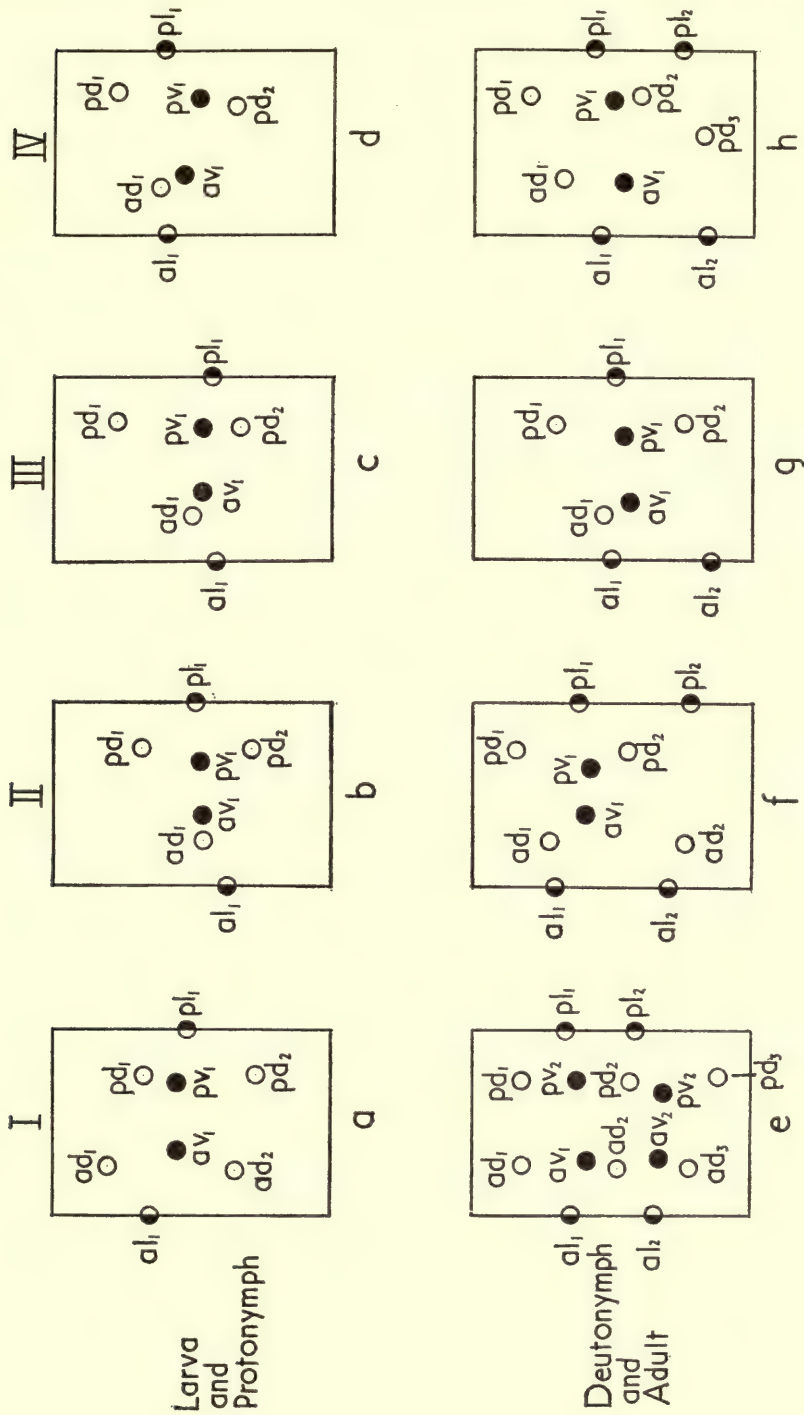 I
II
III
IV
Larva
and
Protonymph
ad₁
pd₁
al₁
pl₁
av₁
pv₁
ad₂
pd₂
a
pd₁
pl₁
ad₁
al₁
av₁
pv₁
pd₂
b
pd₁
pl₁
ad₁
al₁
av₁
pv₁
pd₂
c
pd₁
pl₁
ad₁
al₁
av₁
pv₁
pd₂
d
Deutonymph
and
Adult
ad₁
pd₁
al₁
pl₁
av₁
pv₂
ad₂
pd₂
pl₂
al₂
av₂
pv₂
ad₃
pd₃
e
pd₁
ad₁
al₁
pl₁
av₁
pv₁
pd₂
al₂
pl₂
ad₂
f
pd₁
ad₁
al₁
pl₁
av₁
pv₁
pd₂
al₂
g
pd₁
ad₁
al₁
pl₁
av₁
pv₁
pd₂
al₂
pl₂
pd₃
h